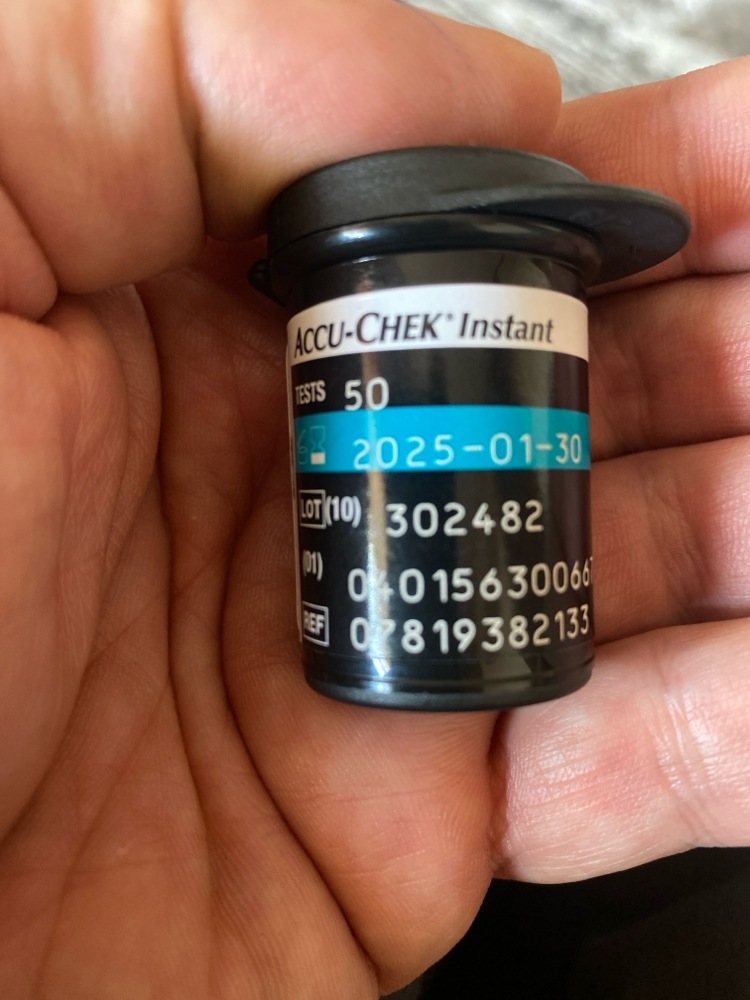 ACCU-CHEK® Instant
TESTS 50
2025-01-30
LOT (10) 302482
(01) 0401563006
REF 07819382133